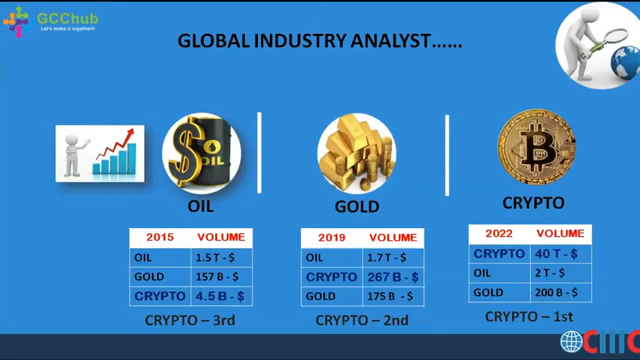 GCChub
Let's make it together!!
GLOBAL INDUSTRY ANALYST......
OIL
OIL
GOLD
CRYPTO
2015 VOLUME
OIL 1.5 T - $
GOLD 157 B - $
CRYPTO 4.5 B - $
CRYPTO – 3rd
2019 VOLUME
OIL 1.7 T - $
CRYPTO 267 B - $
GOLD 175 B - $
CRYPTO – 2nd
2022 VOLUME
CRYPTO 40 T - $
OIL 2 T - $
GOLD 200 B - $
CRYPTO – 1st